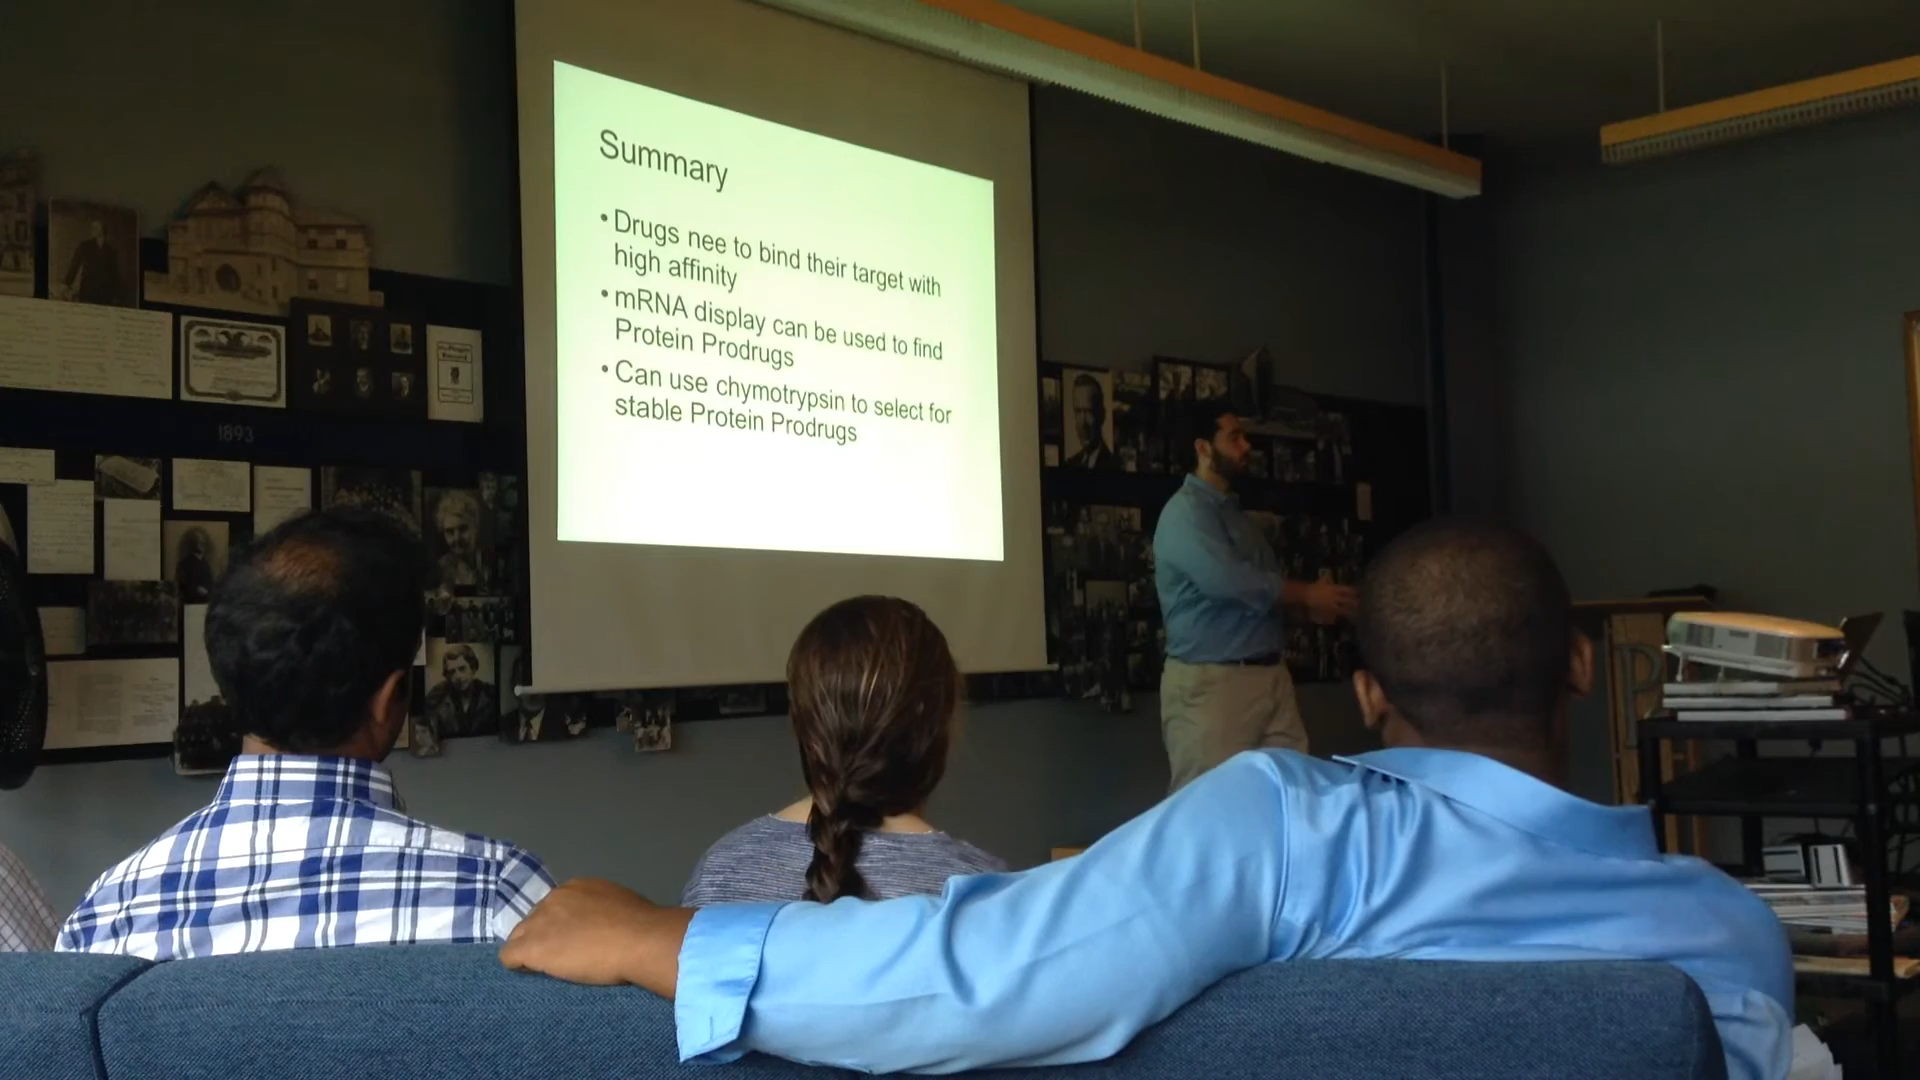 Summary
• Drugs nee to bind their target with
high affinity
• mRNA display can be used to find
Protein Prodrugs
• Can use chymotrypsin to select for
stable Protein Prodrugs
1893
P